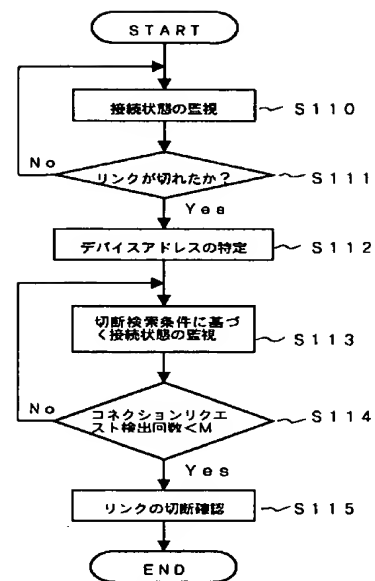 START
接続状態の監視
S110
No
リンクが切れたか?
S111
Yes
デバイスアドレスの特定
S112
切断検索条件に基づ
く接続状態の監視
S113
No
コネクションリクエ
スト検出回数<M
S114
Yes
リンクの切断確認
S115
END